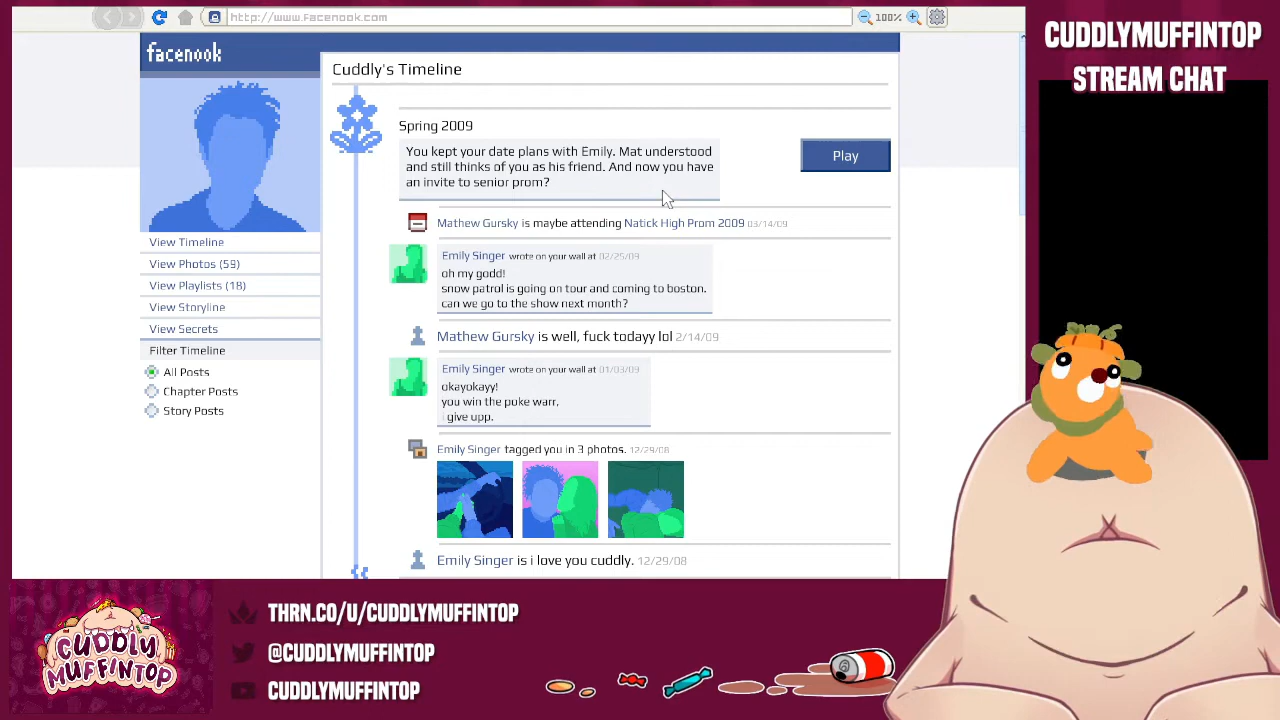 http://www.Facenook.com
100%
CUDDLYMUFFINTOP
STREAM CHAT
facenook
Cuddly's Timeline
Spring 2009
You kept your date plans with Emily. Mat understood
and still thinks of you as his friend. And now you have
an invite to senior prom?
Play
Mathew Gursky is maybe attending Natick High Prom 2009 03/14/09
View Timeline
View Photos (59)
View Playlists (18)
View Storyline
View Secrets
Filter Timeline
All Posts
Chapter Posts
Story Posts
Emily Singer wrote on your wall at 02/25/09
oh my godd!
snow patrol is going on tour and coming to boston.
can we go to the show next month?
Mathew Gursky is well, fuck todayy lol 2/14/09
Emily Singer wrote on your wall at 01/03/09
okayokayy!
you win the poke warr,
i give upp.
Emily Singer tagged you in 3 photos. 12/29/08
Emily Singer is i love you cuddly. 12/29/08
CUDDLY
MUFFINTOP
THRN.CO/U/CUDDLYMUFFINTOP
@CUDDLYMUFFINTOP
CUDDLYMUFFINTOP